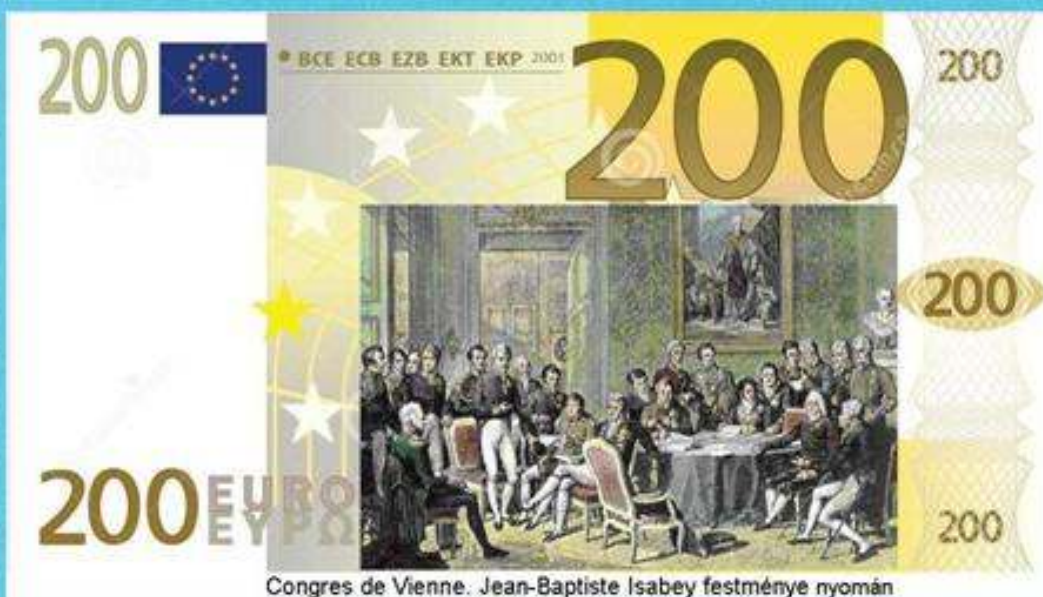 200
BCE ECB EZB EKT EKP 2001
200
200
200
200 EURO
ΕΥΡΩ
200
Congres de Vienne. Jean-Baptiste Isabey festménye nyomán